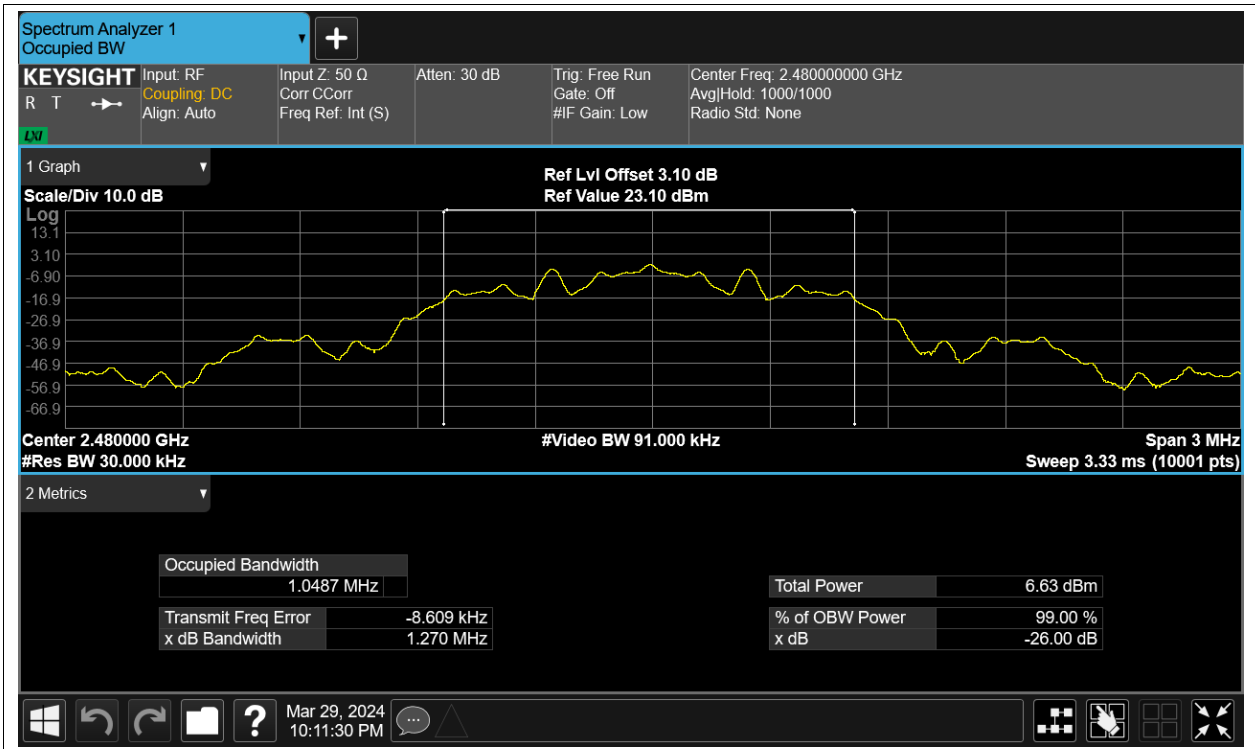 Spectrum Analyzer 1
Occupied BW
KEYSIGHT
R T
LXI
Input: RF
Coupling: DC
Align: Auto
Input Z: 50 Ω
Corr CCorr
Freq Ref: Int (S)
Atten: 30 dB
Trig: Free Run
Gate: Off
#IF Gain: Low
Center Freq: 2.480000000 GHz
Avg|Hold: 1000/1000
Radio Std: None
1 Graph
Scale/Div 10.0 dB
Ref Lvl Offset 3.10 dB
Ref Value 23.10 dBm
Log
13.1
3.10
-6.90
-16.9
-26.9
-36.9
-46.9
-56.9
-66.9
Center 2.480000 GHz
#Res BW 30.000 kHz
#Video BW 91.000 kHz
Span 3 MHz
Sweep 3.33 ms (10001 pts)
2 Metrics
Occupied Bandwidth
1.0487 MHz
Transmit Freq Error -8.609 kHz
x dB Bandwidth 1.270 MHz
Total Power 6.63 dBm
% of OBW Power 99.00 %
x dB -26.00 dB
?
Mar 29, 2024
10:11:30 PM